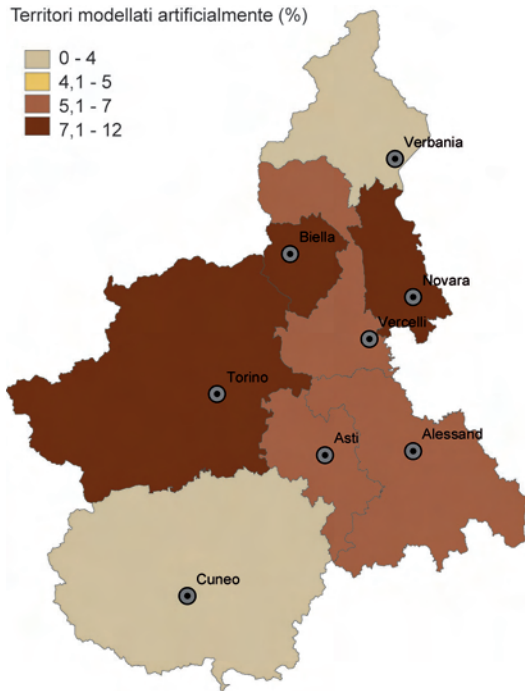 Territori modellati artificialmente (%)
0 - 4
4,1 - 5
5,1 - 7
7,1 - 12
Verbania
Biella
Novara
Vercelli
Torino
Asti
Alessand
Cuneo